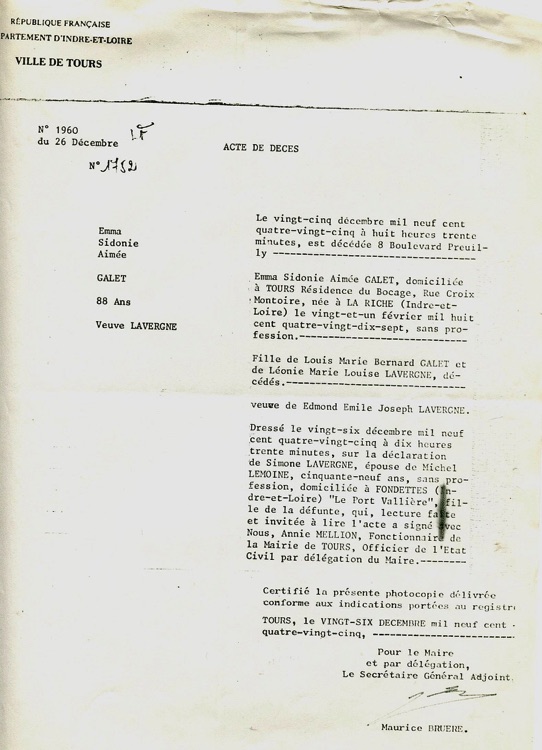 RÉPUBLIQUE FRANÇAISE
PARTEMENT D'INDRE-ET-LOIRE
VILLE DE TOURS
N° 1960
du 26 Décembre
N° 1752
ACTE DE DECES
Emma
Sidonie
Aimée
GALET
88 Ans
Veuve LAVERGNE
Le vingt-cinq décembre mil neuf cent
quatre-vingt-cinq à huit heures trente
minutes, est décédée 8 Boulevard Preuil-
ly ----------------------------------
Emma Sidonie Aimée GALET, domiciliée
à TOURS Résidence du Bocage, Rue Croix
Montoire, née à LA RICHE (Indre-et-
Loire) le vingt-et-un février mil huit
cent quatre-vingt-dix-sept, sans pro-
fession.-----------------------------
Fille de Louis Marie Bernard GALET et
de Léonie Marie Louise LAVERGNE, dé-
cédés.------------------------------
veuve de Edmond Emile Joseph LAVERGNE.
Dressé le vingt-six décembre mil neuf
cent quatre-vingt-cinq à dix heures
trente minutes, sur la déclaration
de Simone LAVERGNE, épouse de Michel
LEMOINE, cinquante-neuf ans, sans pro-
fession, domiciliée à FONDETTES (In-
dre-et-Loire) "Le Port Vallière", fil-
le de la défunte, qui, lecture faite
et invitée à lire l'acte a signé avec
Nous, Annie MELLION, Fonctionnaire de
la Mairie de TOURS, Officier de l'Etat
Civil par délégation du Maire.--------
Certifié la présente photocopie délivrée
conforme aux indications portées au registre
TOURS, le VINGT-SIX DECEMBRE mil neuf cent -
quatre-vingt-cinq, -----------------------
Pour le Maire
et par délégation,
Le Secrétaire Général Adjoint
Maurice BRUERE.